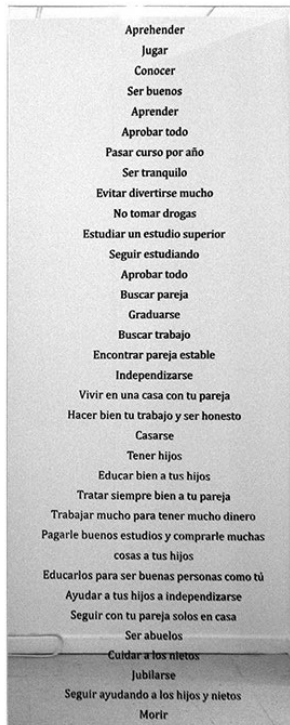 Aprehender
Jugar
Conocer
Ser buenos
Aprender
Aprobar todo
Pasar curso por año
Ser tranquilo
Evitar divertirse mucho
No tomar drogas
Estudiar un estudio superior
Seguir estudiando
Aprobar todo
Buscar pareja
Graduarse
Buscar trabajo
Encontrar pareja estable
Independizarse
Vivir en una casa con tu pareja
Hacer bien tu trabajo y ser honesto
Casarse
Tener hijos
Educar bien a tus hijos
Tratar siempre bien a tu pareja
Trabajar mucho para tener mucho dinero
Pagarle buenos estudios y comprarle muchas
cosas a tus hijos
Educarlos para ser buenas personas como tú
Ayudar a tus hijos a independizarse
Seguir con tu pareja solos en casa
Ser abuelos
Cuidar a los nietos
Jubilarse
Seguir ayudando a los hijos y nietos
Morir